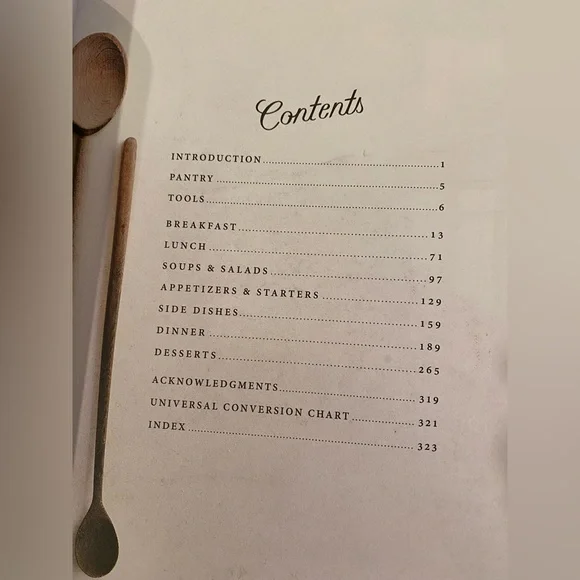 Contents
INTRODUCTION........................................1
PANTRY........................................5
TOOLS........................................6
BREAKFAST........................................13
LUNCH........................................71
SOUPS & SALADS........................................97
APPETIZERS & STARTERS........................................129
SIDE DISHES........................................159
DINNER........................................189
DESSERTS........................................265
ACKNOWLEDGMENTS........................................319
UNIVERSAL CONVERSION CHART........................................321
INDEX........................................323